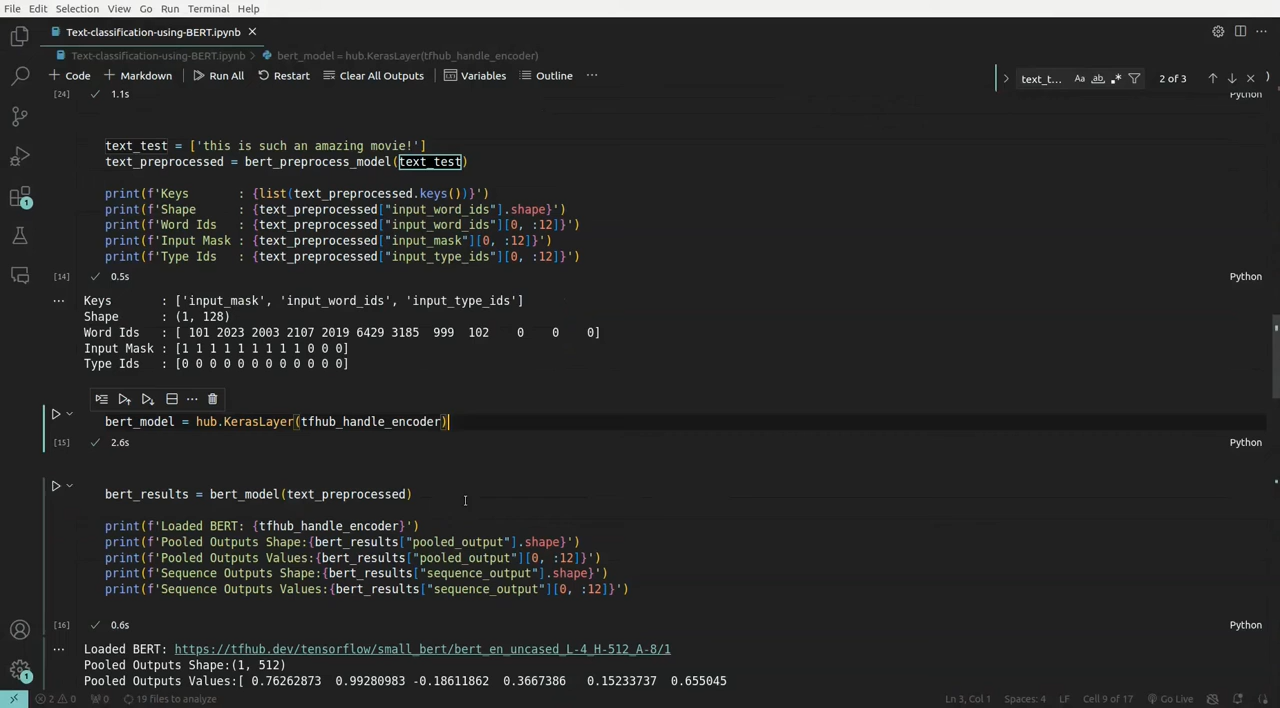 File Edit Selection View Go Run Terminal Help
Text-classification-using-BERT.ipynb
Text-classification-using-BERT.ipynb > bert_model = hub.KerasLayer(tfhub_handle_encoder)
+ Code + Markdown Run All Restart Clear All Outputs Variables Outline ...
text_t... Aa ab 2 of 3
[24] 1.1s Python
text_test = ['this is such an amazing movie!']
text_preprocessed = bert_preprocess_model(text_test)
print(f'Keys       : {list(text_preprocessed.keys())}')
print(f'Shape      : {text_preprocessed["input_word_ids"].shape}')
print(f'Word Ids   : {text_preprocessed["input_word_ids"][0, :12]}')
print(f'Input Mask : {text_preprocessed["input_mask"][0, :12]}')
print(f'Type Ids   : {text_preprocessed["input_type_ids"][0, :12]}')
[14] 0.5s Python
... Keys       : ['input_mask', 'input_word_ids', 'input_type_ids']
Shape      : (1, 128)
Word Ids   : [ 101 2023 2003 2107 2019 6429 3185  999  102    0    0    0]
Input Mask : [1 1 1 1 1 1 1 1 1 0 0 0]
Type Ids   : [0 0 0 0 0 0 0 0 0 0 0 0]
bert_model = hub.KerasLayer(tfhub_handle_encoder)
[15] 2.6s Python
bert_results = bert_model(text_preprocessed)
print(f'Loaded BERT: {tfhub_handle_encoder}')
print(f'Pooled Outputs Shape:{bert_results["pooled_output"].shape}')
print(f'Pooled Outputs Values:{bert_results["pooled_output"][0, :12]}')
print(f'Sequence Outputs Shape:{bert_results["sequence_output"].shape}')
print(f'Sequence Outputs Values:{bert_results["sequence_output"][0, :12]}')
[16] 0.6s Python
... Loaded BERT: https://tfhub.dev/tensorflow/small_bert/bert_en_uncased_L-4_H-512_A-8/1
Pooled Outputs Shape:(1, 512)
Pooled Outputs Values:[ 0.76262873  0.99280983 -0.18611862  0.3667386   0.15233737  0.655045
1
1
2 0 0 19 files to analyze Ln 3, Col 1 Spaces: 4 LF Cell 9 of 17 Go Live